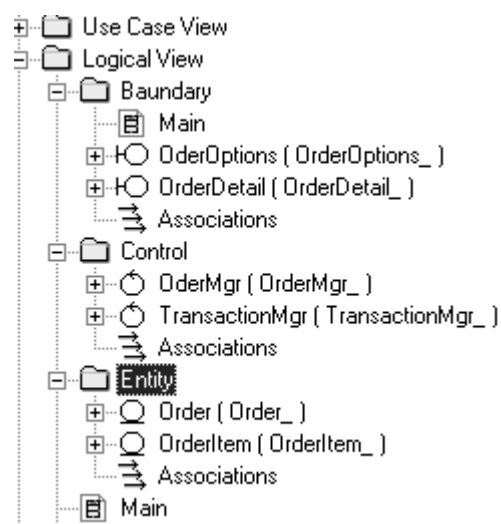 Use Case View
Logical View
Baundary
Main
OderOptions ( OrderOptions_ )
OrderDetail ( OrderDetail_ )
Associations
Control
OderMgr ( OrderMgr_ )
TransactionMgr ( TransactionMgr_ )
Associations
Entity
Order ( Order_ )
OrderItem ( OrderItem_ )
Associations
Main